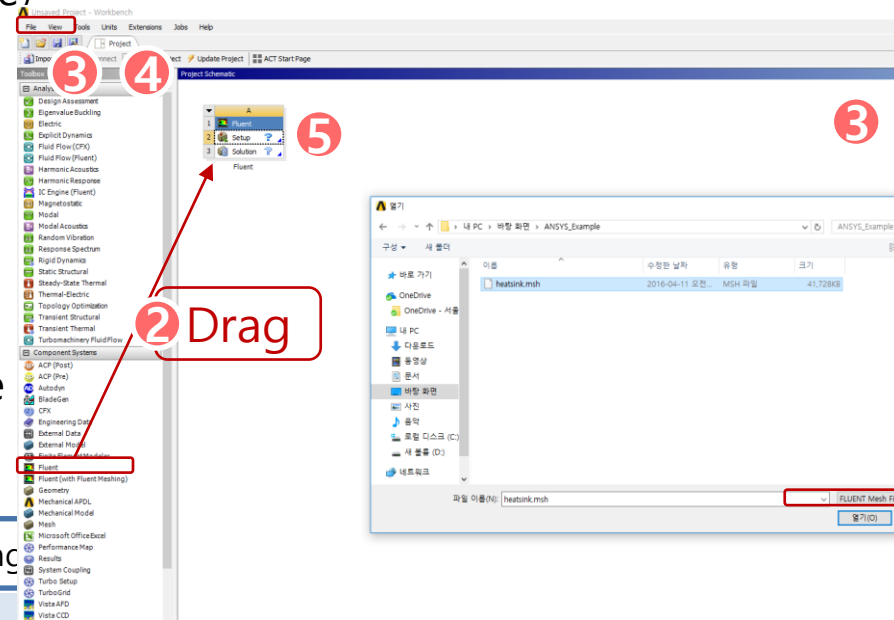 e)
Unsaved Project - Workbench
File View Tools Units Extensions Jobs Help
Project
Update Project ACT Start Page
Toolbox
Project Schematic
3
4
Design Assessment
Eigenvalue Buckling
Electric
Explicit Dynamics
Fluid Flow (CFX)
Fluid Flow (Fluent)
Harmonic Acoustics
Harmonic Response
IC Engine (Fluent)
Magnetostatic
Modal
Modal Acoustics
Random Vibration
Response Spectrum
Rigid Dynamics
Static Structural
Steady-State Thermal
Thermal-Electric
Topology Optimization
Transient Structural
Transient Thermal
Turbomachinery Fluid Flow
Component Systems
ACP (Post)
ACP (Pre)
Autodyn
BladeGen
CFX
Engineering Data
External Data
External Model
Finite Element Modeler
Fluent
Fluent (with Fluent Meshing)
Geometry
Mechanical APDL
Mechanical Model
Mesh
Microsoft Office Excel
Performance Map
Results
System Coupling
Turbo Setup
TurboGrid
Vista AFD
Vista CCD
A
1 Fluent
2 Setup ?
3 Solution ?
Fluent
5
3
2 Drag
열기
내 PC › 바탕 화면 › ANSYS_Example
ANSYS_Example
구성 새 폴더
이름 수정한 날짜 유형 크기
heatsink.msh 2016-04-11 오전... MSH 파일 41,728KB
바로 가기
OneDrive
OneDrive - 서울
내 PC
다운로드
동영상
문서
바탕 화면
사진
음악
로컬 디스크 (C:)
새 볼륨 (D:)
네트워크
파일 이름(N): heatsink.msh
FLUENT Mesh Fi
열기(O)